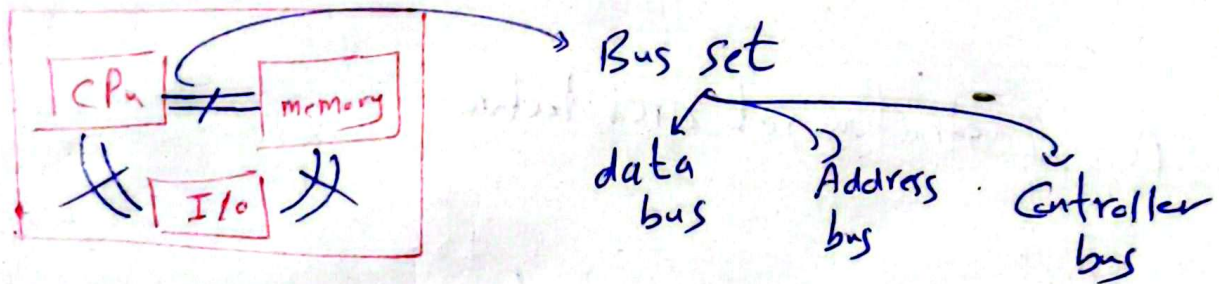 CPu
memory
I/o
Bus set
data
bus
Address
bus
Controller
bus